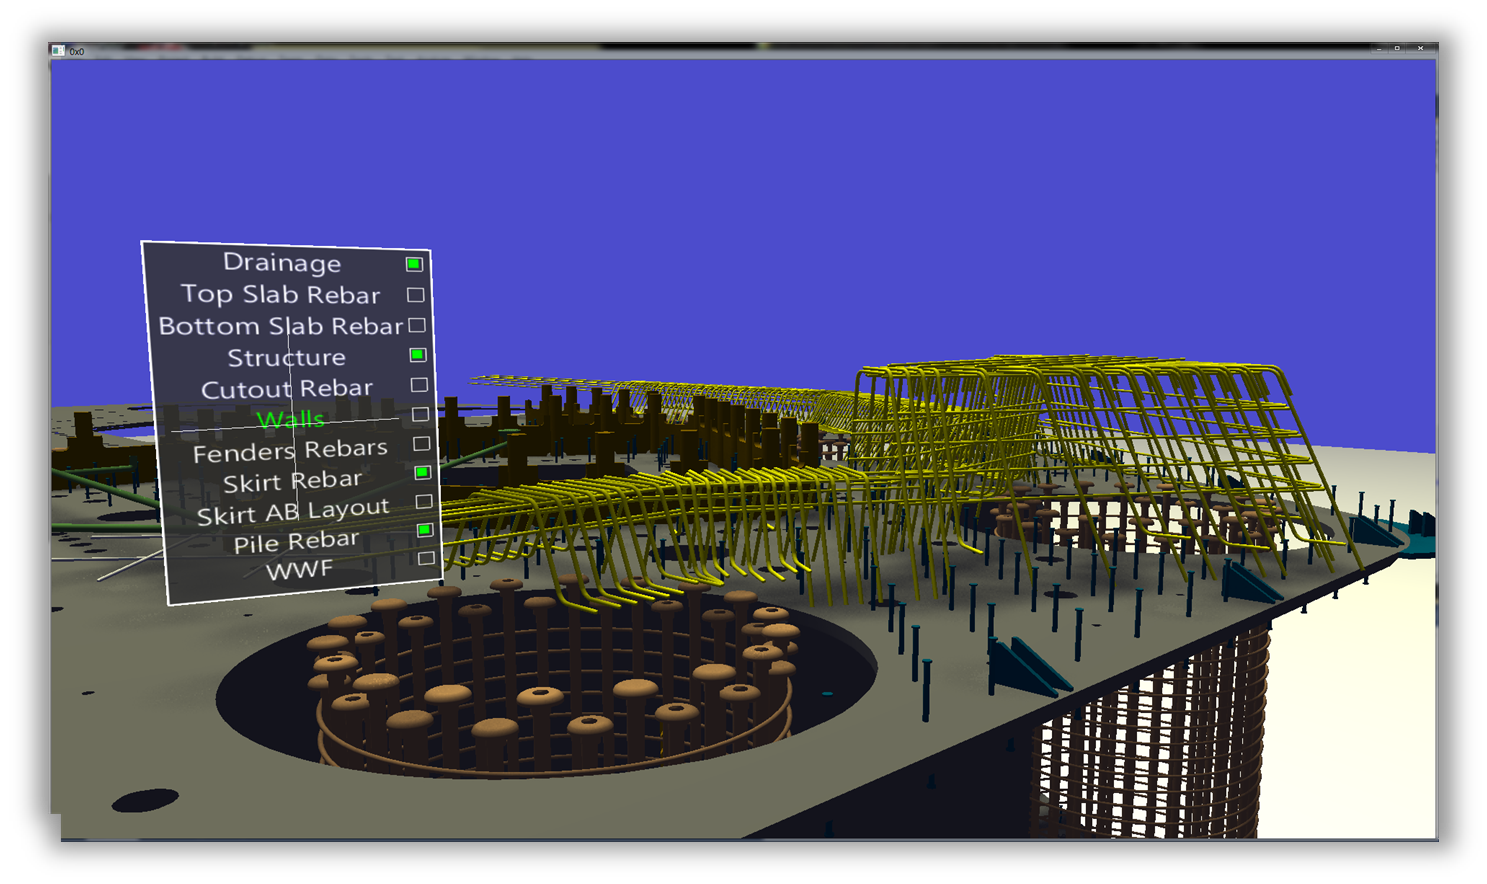 0x0
Drainage
Top Slab Rebar
Bottom Slab Rebar
Structure
Cutout Rebar
Walls
Fenders Rebars
Skirt Rebar
Skirt AB Layout
Pile Rebar
WWF